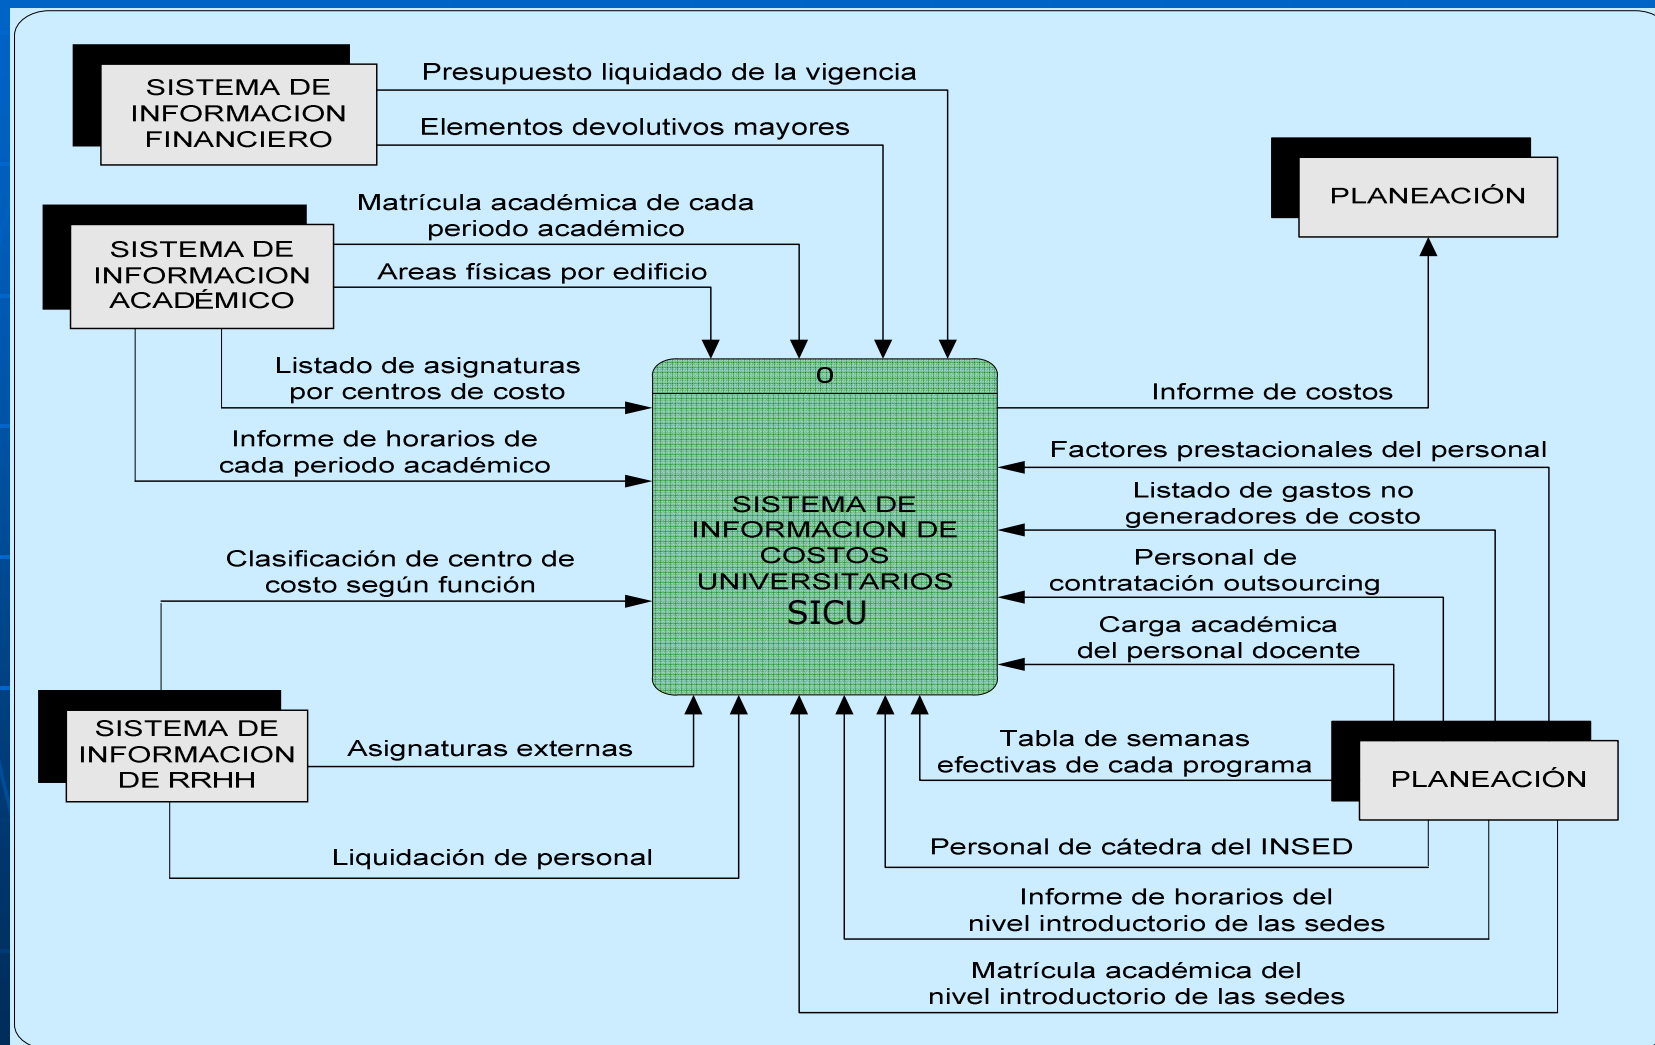 SISTEMA DE
INFORMACION
FINANCIERO
Presupuesto liquidado de la vigencia
Elementos devolutivos mayores
SISTEMA DE
INFORMACION
ACADÉMICO
Matrícula académica de cada
periodo académico
Areas físicas por edificio
Listado de asignaturas
por centros de costo
Informe de horarios de
cada periodo académico
Clasificación de centro de
costo según función
SISTEMA DE
INFORMACION
DE RRHH
Asignaturas externas
Liquidación de personal
0
SISTEMA DE
INFORMACION DE
COSTOS
UNIVERSITARIOS
SICU
PLANEACIÓN
Informe de costos
Factores prestacionales del personal
Listado de gastos no
generadores de costo
Personal de
contratación outsourcing
Carga académica
del personal docente
Tabla de semanas
efectivas de cada programa
PLANEACIÓN
Personal de cátedra del INSED
Informe de horarios del
nivel introductorio de las sedes
Matrícula académica del
nivel introductorio de las sedes